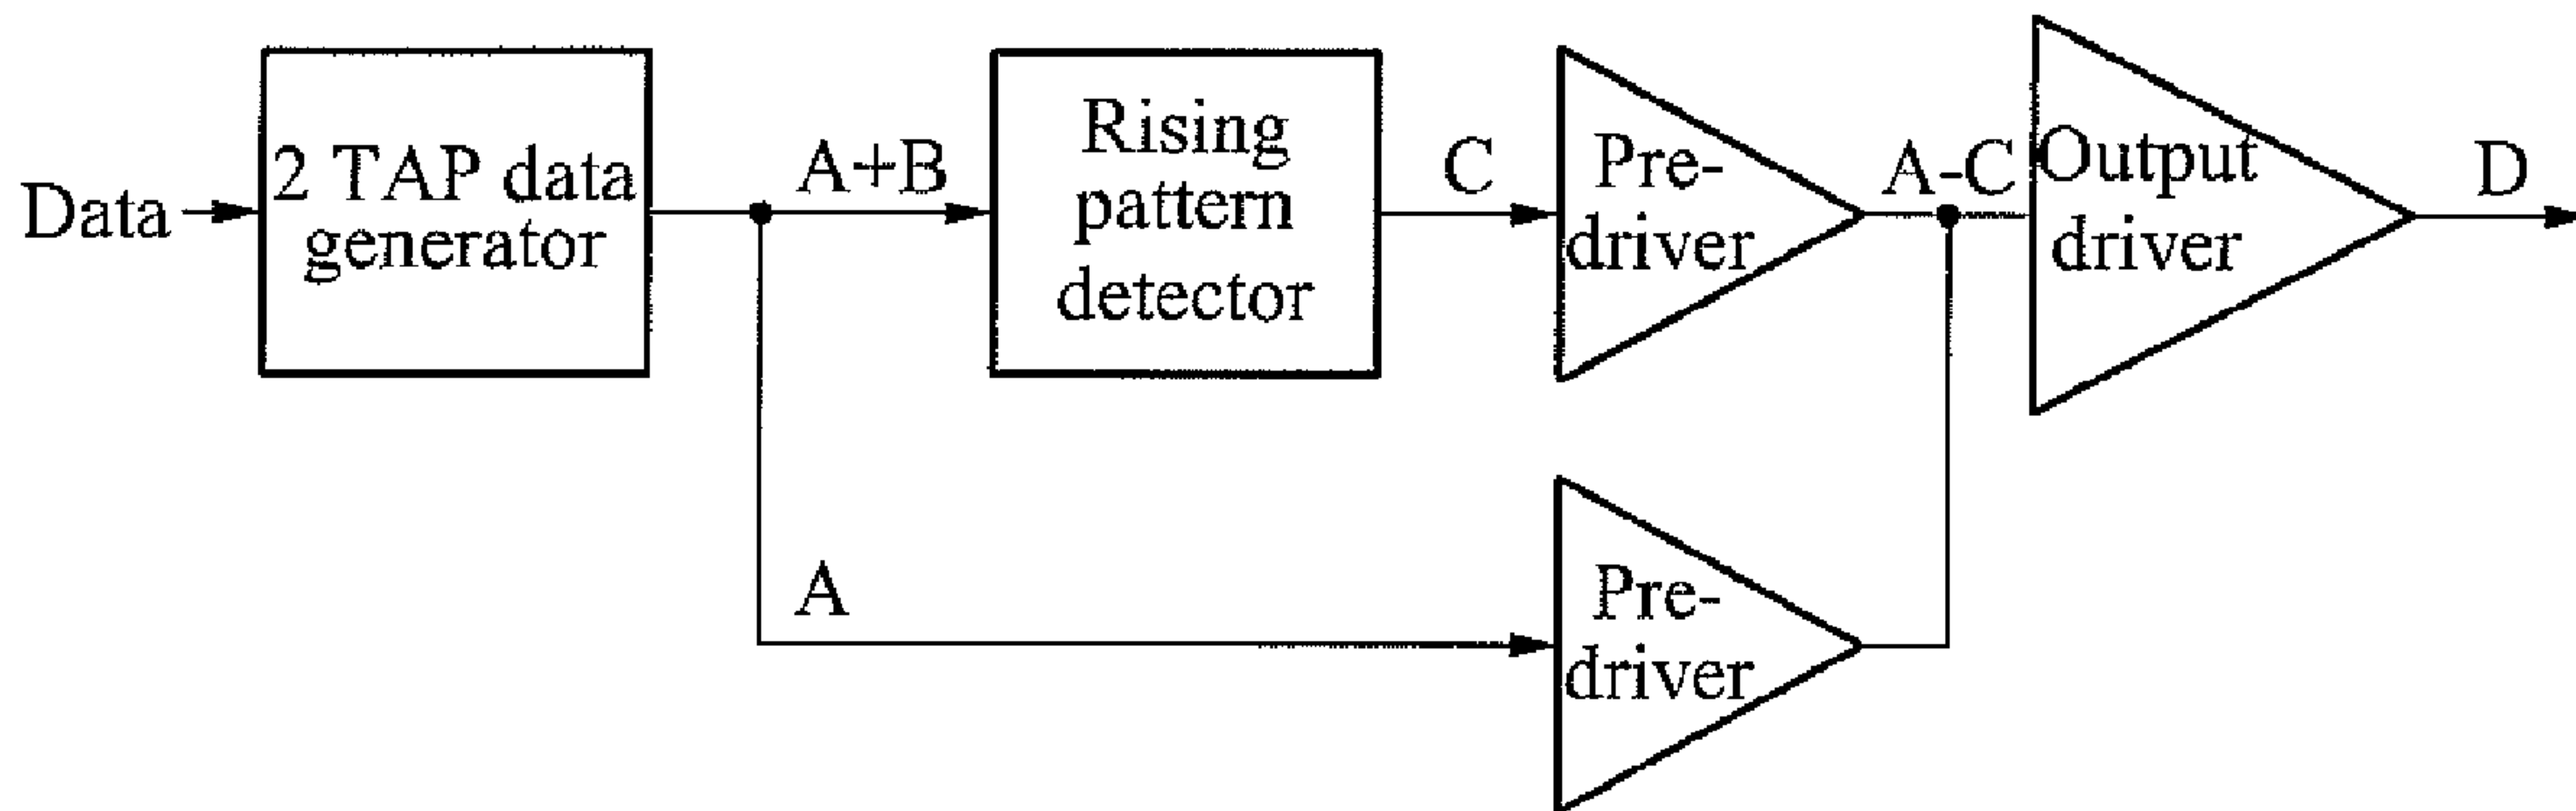 Data
2 TAP data
generator
A+B
Rising
pattern
detector
C
Pre-
driver
A-C
Output
driver
D
A
Pre-
driver